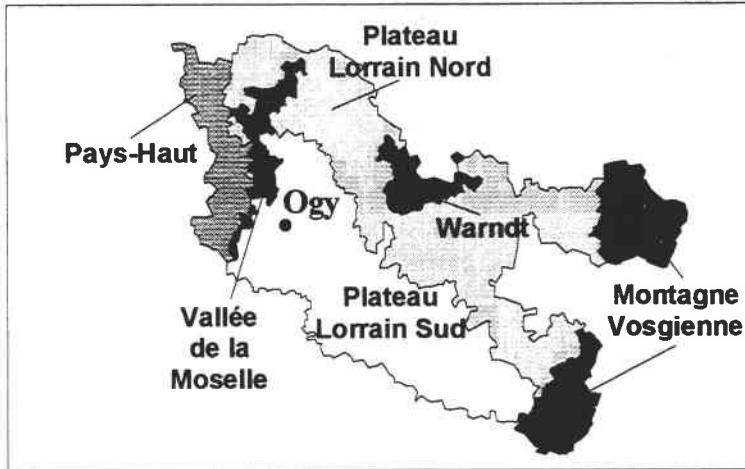 Plateau
Lorrain Nord
Pays-Haut
Ogy
Warndt
Plateau
Lorrain Sud
Montagne
Vosgienne
Vallée
de la
Moselle